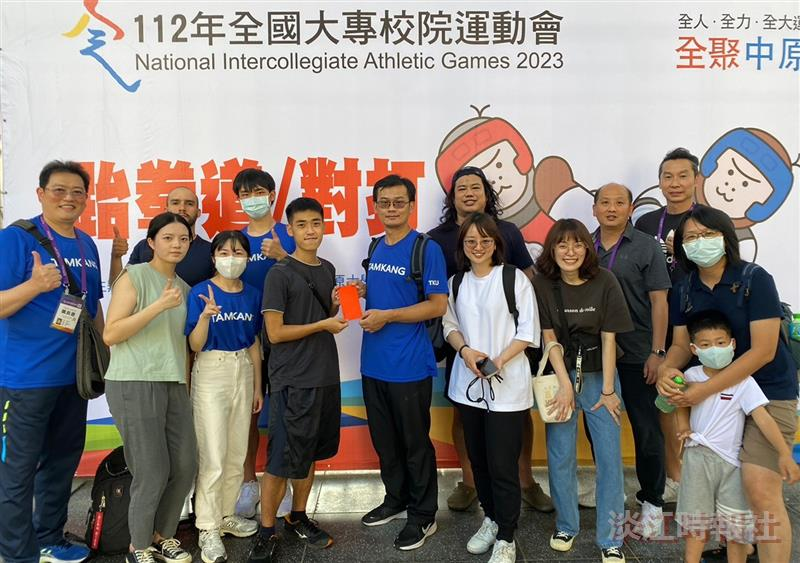 112年全國大專校院運動會
National Intercollegiate Athletic Games 2023
全人·全力·全大運
全聚中原
跆拳道/對打
TAMKANG
TAMKANG
TAMKANG
TKU
淡江時報社